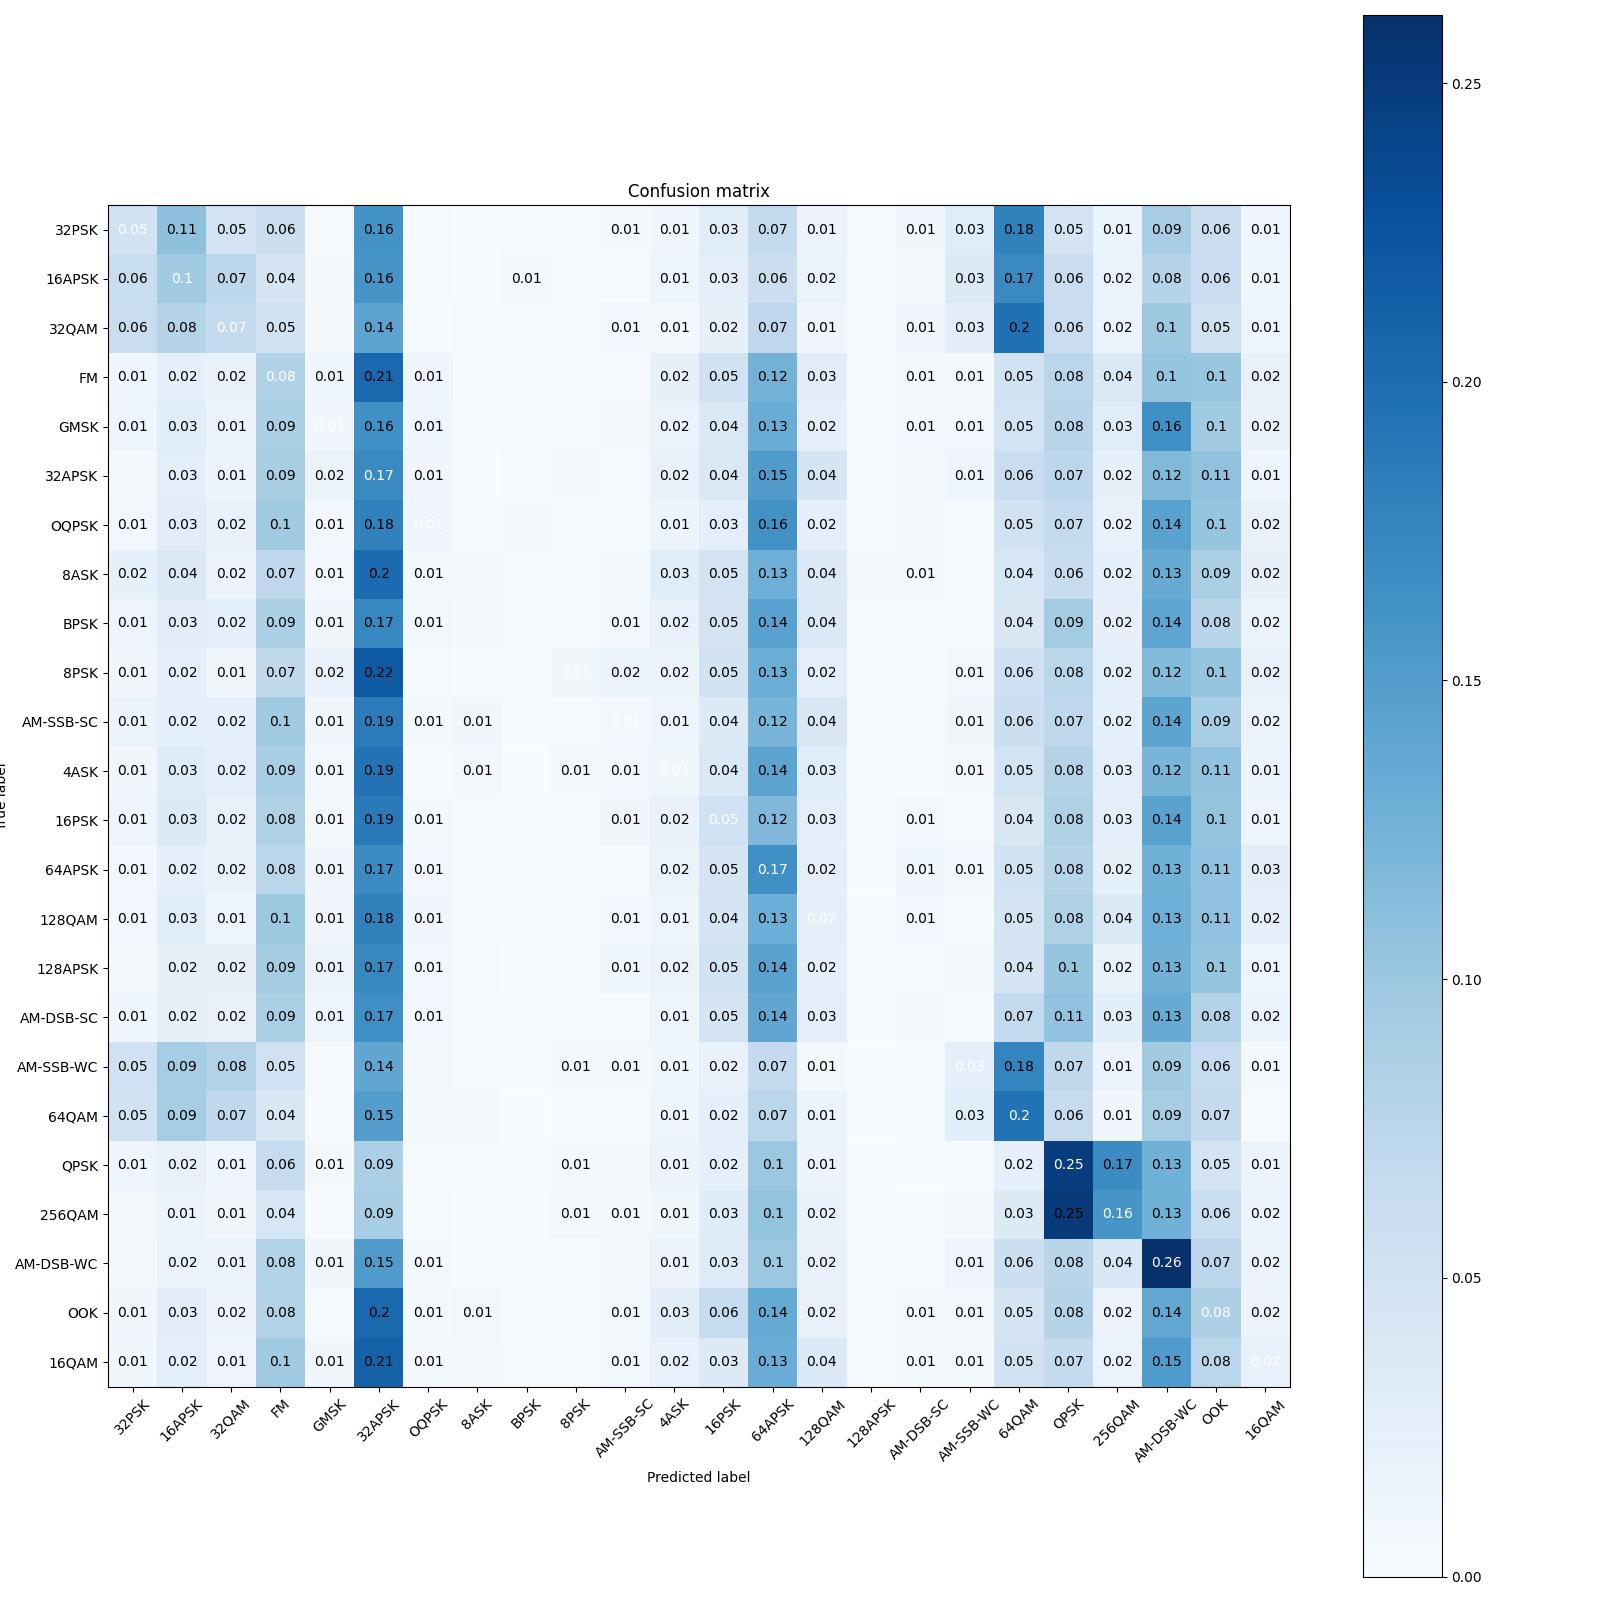 Confusion matrix
32PSK 0.05 0.11 0.05 0.06 0.16 0.01 0.01 0.03 0.07 0.01 0.01 0.03 0.18 0.05 0.01 0.09 0.06 0.01
16APSK 0.06 0.1 0.07 0.04 0.16 0.01 0.01 0.03 0.06 0.02 0.03 0.17 0.06 0.02 0.08 0.06 0.01
32QAM 0.06 0.08 0.07 0.05 0.14 0.01 0.01 0.02 0.07 0.01 0.01 0.03 0.2 0.06 0.02 0.1 0.05 0.01
FM 0.01 0.02 0.02 0.08 0.01 0.21 0.01 0.02 0.05 0.12 0.03 0.01 0.01 0.05 0.08 0.04 0.1 0.1 0.02
GMSK 0.01 0.03 0.01 0.09 0.01 0.16 0.01 0.02 0.04 0.13 0.02 0.01 0.01 0.05 0.08 0.03 0.16 0.1 0.02
32APSK 0.03 0.01 0.09 0.02 0.17 0.01 0.02 0.04 0.15 0.04 0.01 0.06 0.07 0.02 0.12 0.11 0.01
OQPSK 0.01 0.03 0.02 0.1 0.01 0.18 0.01 0.01 0.03 0.16 0.02 0.05 0.07 0.02 0.14 0.1 0.02
8ASK 0.02 0.04 0.02 0.07 0.01 0.2 0.01 0.03 0.05 0.13 0.04 0.01 0.04 0.06 0.02 0.13 0.09 0.02
BPSK 0.01 0.03 0.02 0.09 0.01 0.17 0.01 0.01 0.02 0.05 0.14 0.04 0.04 0.09 0.02 0.14 0.08 0.02
8PSK 0.01 0.02 0.01 0.07 0.02 0.22 0.01 0.02 0.02 0.05 0.13 0.02 0.01 0.06 0.08 0.02 0.12 0.1 0.02
AM-SSB-SC 0.01 0.02 0.02 0.1 0.01 0.19 0.01 0.01 0.01 0.01 0.04 0.12 0.04 0.01 0.06 0.07 0.02 0.14 0.09 0.02
4ASK 0.01 0.03 0.02 0.09 0.01 0.19 0.01 0.01 0.01 0.01 0.04 0.14 0.03 0.01 0.05 0.08 0.03 0.12 0.11 0.01
16PSK 0.01 0.03 0.02 0.08 0.01 0.19 0.01 0.01 0.02 0.05 0.12 0.03 0.01 0.04 0.08 0.03 0.14 0.1 0.01
64APSK 0.01 0.02 0.02 0.08 0.01 0.17 0.01 0.02 0.05 0.17 0.02 0.01 0.01 0.05 0.08 0.02 0.13 0.11 0.03
128QAM 0.01 0.03 0.01 0.1 0.01 0.18 0.01 0.01 0.01 0.04 0.13 0.02 0.01 0.05 0.08 0.04 0.13 0.11 0.02
128APSK 0.02 0.02 0.09 0.01 0.17 0.01 0.01 0.02 0.05 0.14 0.02 0.04 0.1 0.02 0.13 0.1 0.01
AM-DSB-SC 0.01 0.02 0.02 0.09 0.01 0.17 0.01 0.01 0.05 0.14 0.03 0.07 0.11 0.03 0.13 0.08 0.02
AM-SSB-WC 0.05 0.09 0.08 0.05 0.14 0.01 0.01 0.01 0.02 0.07 0.01 0.03 0.18 0.07 0.01 0.09 0.06 0.01
64QAM 0.05 0.09 0.07 0.04 0.15 0.01 0.02 0.07 0.01 0.03 0.2 0.06 0.01 0.09 0.07
QPSK 0.01 0.02 0.01 0.06 0.01 0.09 0.01 0.01 0.02 0.1 0.01 0.02 0.25 0.17 0.13 0.05 0.01
256QAM 0.01 0.01 0.04 0.09 0.01 0.01 0.01 0.03 0.1 0.02 0.03 0.25 0.16 0.13 0.06 0.02
AM-DSB-WC 0.02 0.01 0.08 0.01 0.15 0.01 0.01 0.03 0.1 0.02 0.01 0.06 0.08 0.04 0.26 0.07 0.02
OOK 0.01 0.03 0.02 0.08 0.2 0.01 0.01 0.01 0.03 0.06 0.14 0.02 0.01 0.01 0.05 0.08 0.02 0.14 0.08 0.02
16QAM 0.01 0.02 0.01 0.1 0.01 0.21 0.01 0.01 0.02 0.03 0.13 0.04 0.01 0.01 0.05 0.07 0.02 0.15 0.08 0.02
32PSK 16APSK 32QAM FM GMSK 32APSK OQPSK 8ASK BPSK 8PSK AM-SSB-SC 4ASK 16PSK 64APSK 128QAM 128APSK AM-DSB-SC AM-SSB-WC 64QAM QPSK 256QAM AM-DSB-WC OOK 16QAM
Predicted label
0.25
0.20
0.15
0.10
0.05
0.00